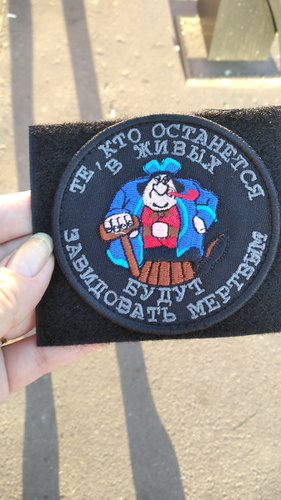 ТЕ, КТО ОСТАНЕТСЯ
В ЖИВЫХ
БУДУТ
ЗАВИДОВАТЬ МЕРТВЫМ